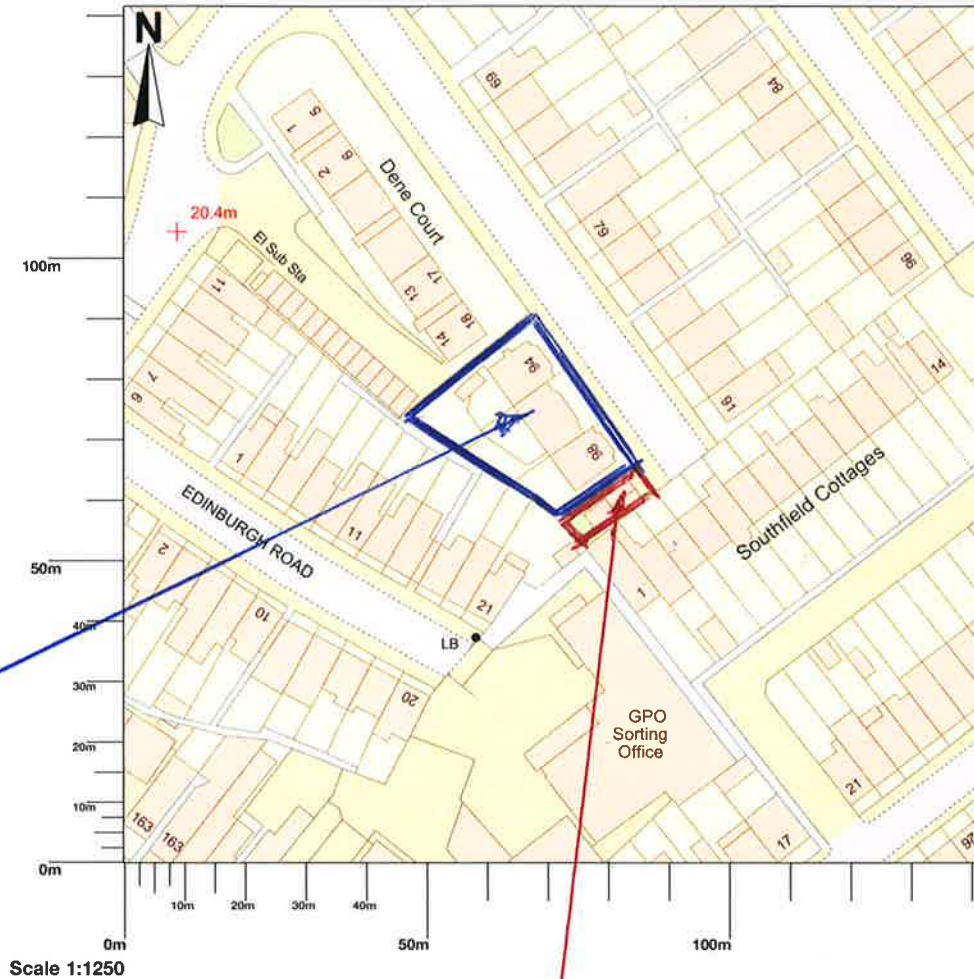 N
69
84
5
1
6
2
Dene Court
79
96
20.4m
El Sub Sta
17
13
18
14
100m
11
7
9
94
14
91
98
1
EDINBURGH ROAD
11
Southfield Cottages
50m
2
1
10
21
40m
LB
30m
20
GPO
Sorting
Office
20m
21
10m
163
163
17
0m
10m
20m
30m
40m
0m
50m
100m
Scale 1:1250